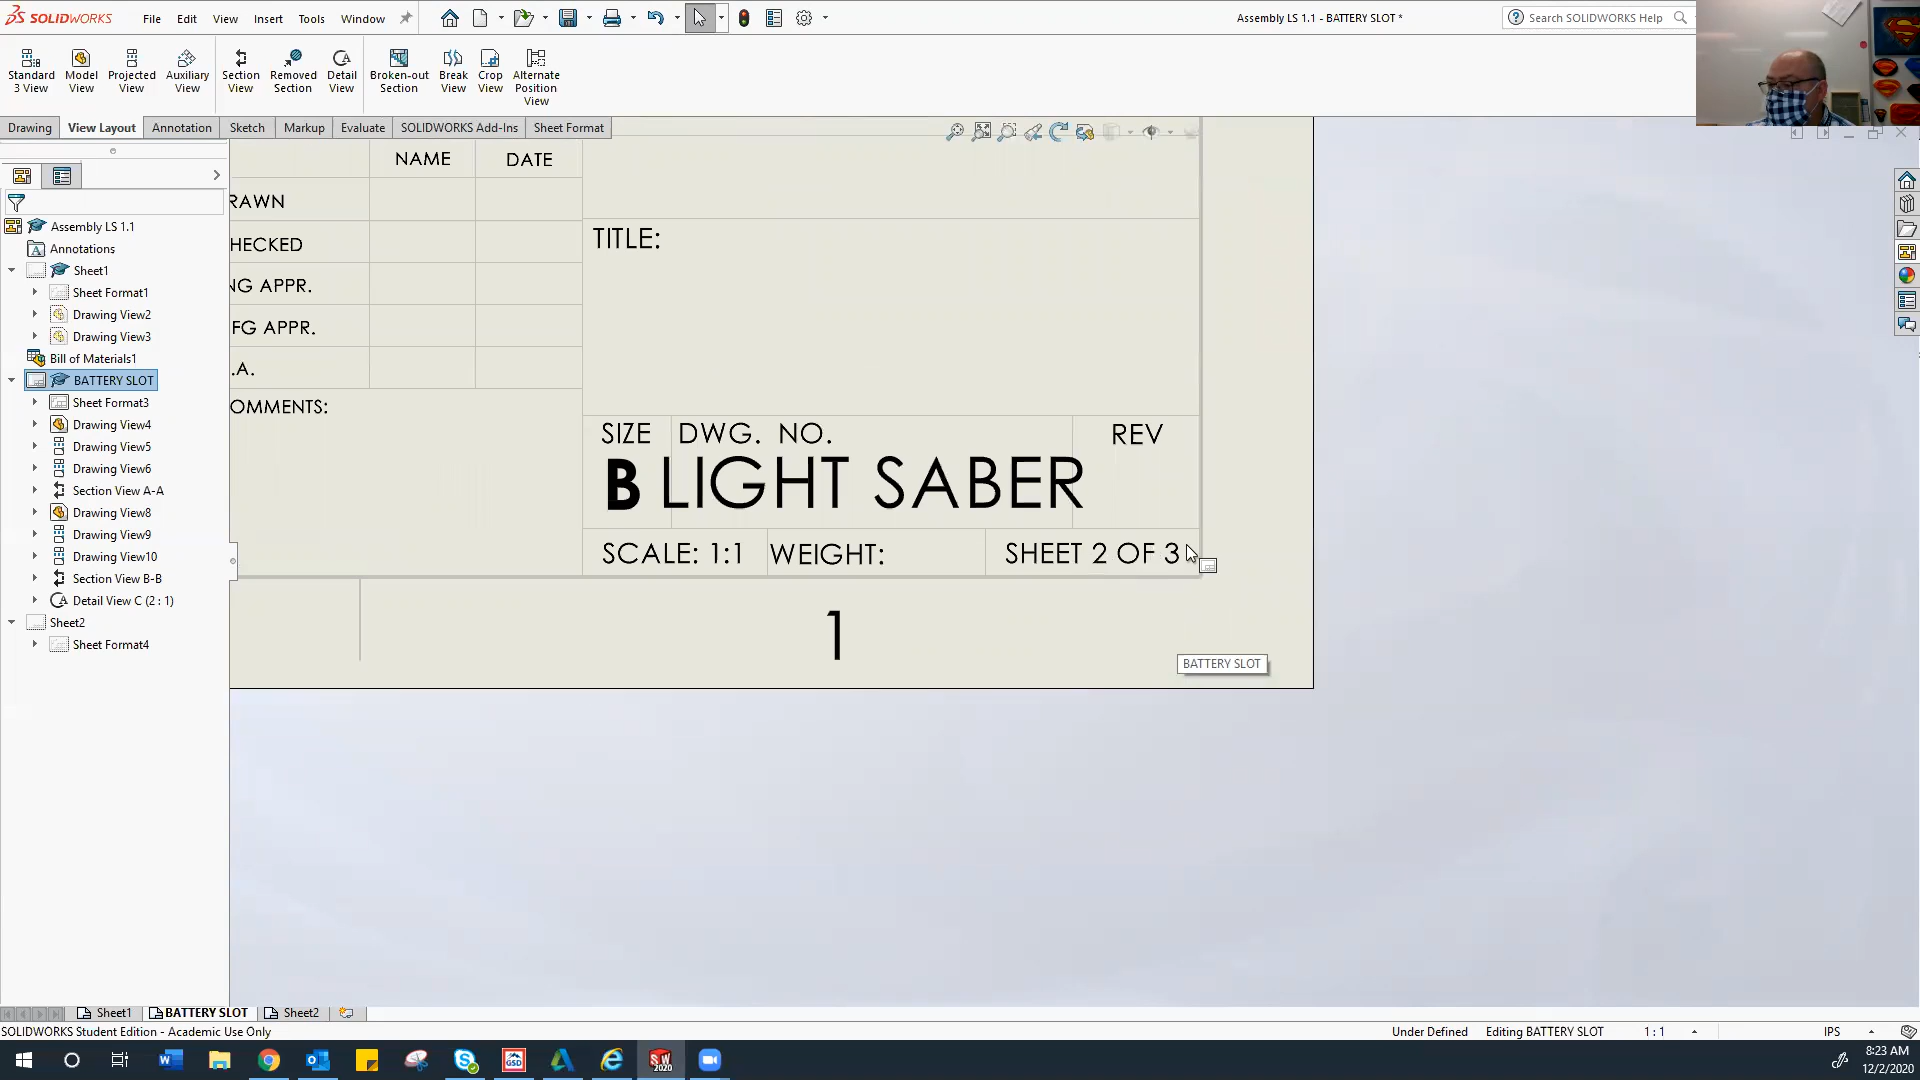 SOLIDWORKS
File Edit View Insert Tools Window
Assembly LS 1.1 - BATTERY SLOT *
Search SOLIDWORKS Help
Standard 3 View
Model View
Projected View
Auxiliary View
Section View
Removed Section
Detail View
Broken-out Section
Break View
Crop View
Alternate Position View
Drawing View Layout Annotation Sketch Markup Evaluate SOLIDWORKS Add-Ins Sheet Format
Assembly LS 1.1
Annotations
Sheet1
Sheet Format1
Drawing View2
Drawing View3
Bill of Materials1
BATTERY SLOT
Sheet Format3
Drawing View4
Drawing View5
Drawing View6
Section View A-A
Drawing View8
Drawing View9
Drawing View10
Section View B-B
Detail View C (2 : 1)
Sheet2
Sheet Format4
NAME DATE
RAWN
HECKED
NG APPR.
FG APPR.
.A.
OMMENTS:
TITLE:
SIZE DWG. NO. REV
B LIGHT SABER
SCALE: 1:1 WEIGHT: SHEET 2 OF 3
1
BATTERY SLOT
Sheet1 BATTERY SLOT Sheet2
SOLIDWORKS Student Edition - Academic Use Only
Under Defined Editing BATTERY SLOT 1 : 1 IPS
8:23 AM
12/2/2020
GSD
SW
2020